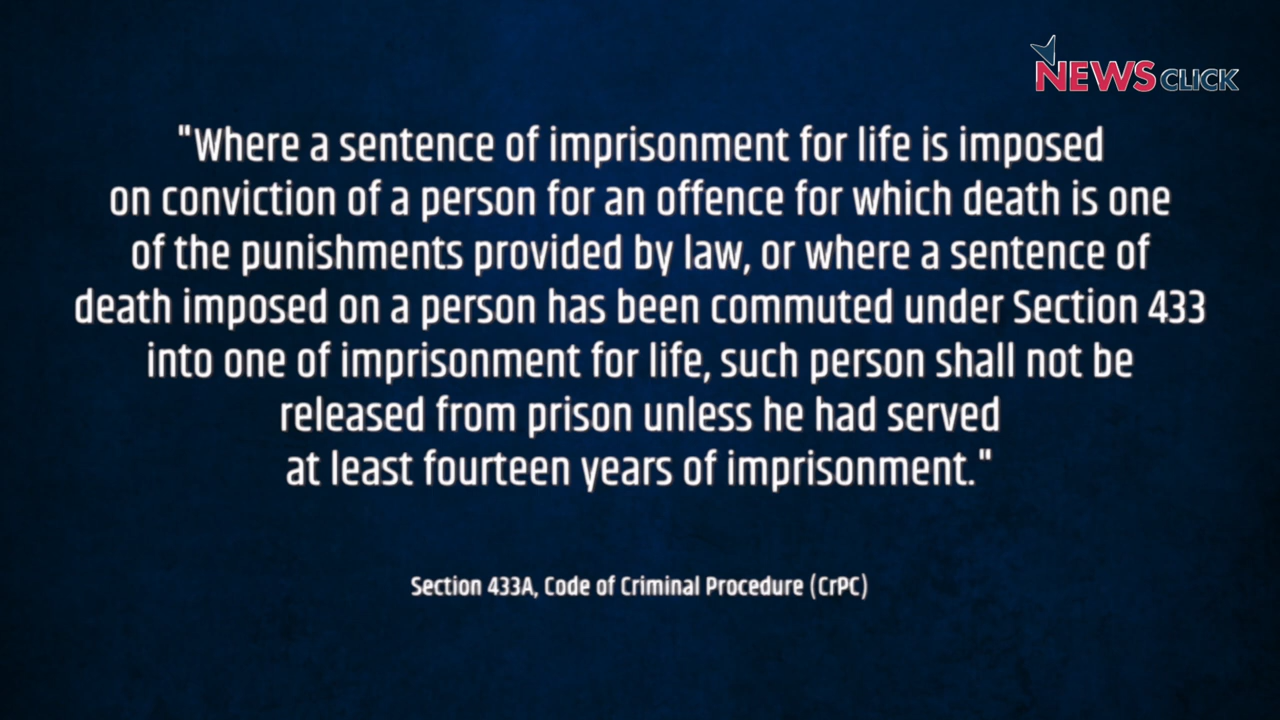 NEWSCLICK
"Where a sentence of imprisonment for life is imposed
on conviction of a person for an offence for which death is one
of the punishments provided by law, or where a sentence of
death imposed on a person has been commuted under Section 433
into one of imprisonment for life, such person shall not be
released from prison unless he had served
at least fourteen years of imprisonment."
Section 433A, Code of Criminal Procedure (CrPC)